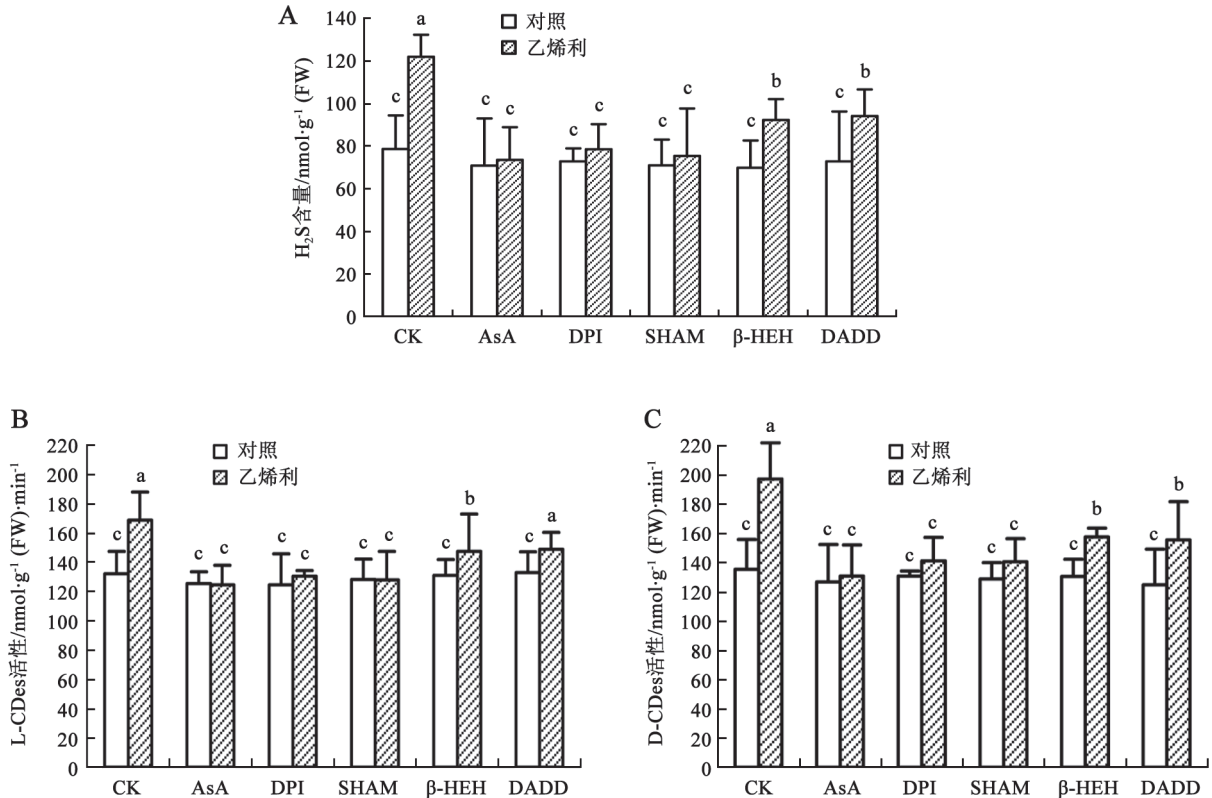 A
对照
乙烯利
H₂S含量/nmol·g⁻¹ (FW)
140
120
100
80
60
40
20
0
c a c c c c c c c b c b
CK AsA DPI SHAM β-HEH DADD
B
对照
乙烯利
L-CDes活性/nmol·g⁻¹ (FW)·min⁻¹
220
200
180
160
140
120
100
80
60
40
20
0
c a c c c c c c c b c a
CK AsA DPI SHAM β-HEH DADD
C
对照
乙烯利
D-CDes活性/nmol·g⁻¹ (FW)·min⁻¹
220
200
180
160
140
120
100
80
60
40
20
0
c a c c c c c c c b c b
CK AsA DPI SHAM β-HEH DADD